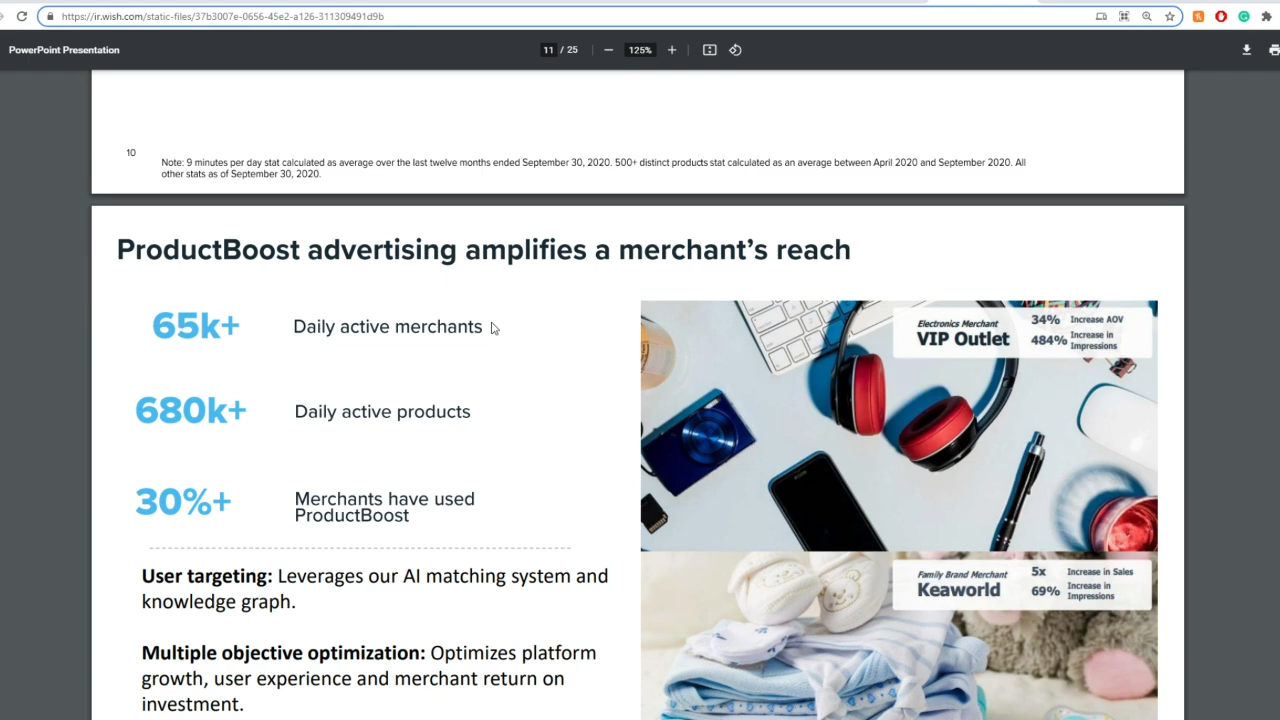 https://ir.wish.com/static-files/37b3007e-0656-45e2-a126-311309491d9b
PowerPoint Presentation
11 / 25
125%
10
Note: 9 minutes per day stat calculated as average over the last twelve months ended September 30, 2020. 500+ distinct products stat calculated as an average between April 2020 and September 2020. All
other stats as of September 30, 2020.
ProductBoost advertising amplifies a merchant’s reach
65k+
Daily active merchants
680k+
Daily active products
30%+
Merchants have used
ProductBoost
User targeting: Leverages our AI matching system and
knowledge graph.
Multiple objective optimization: Optimizes platform
growth, user experience and merchant return on
investment.
Electronics Merchant
VIP Outlet
34% Increase AOV
484% Increase in
Impressions
Family Brand Merchant
Keaworld
5x Increase in Sales
69% Increase in
Impressions